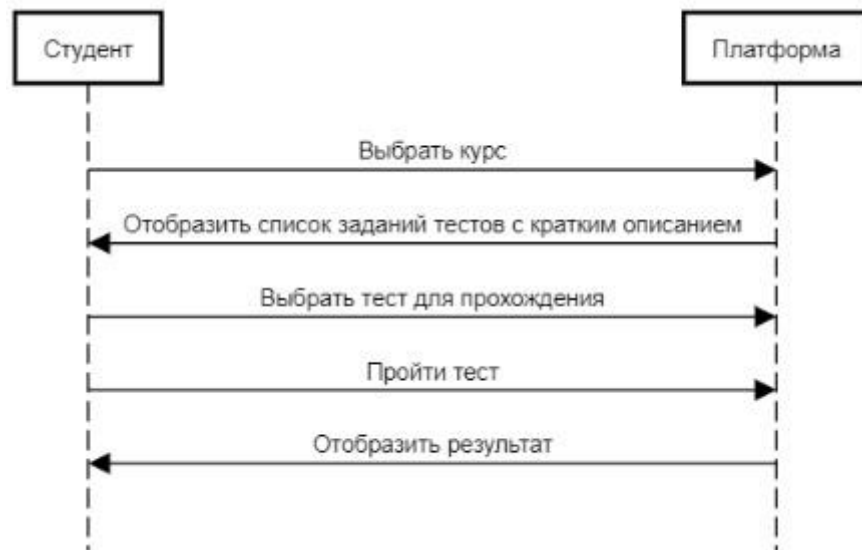 Студент
Платформа
Выбрать курс
Отобразить список заданий тестов с кратким описанием
Выбрать тест для прохождения
Пройти тест
Отобразить результат